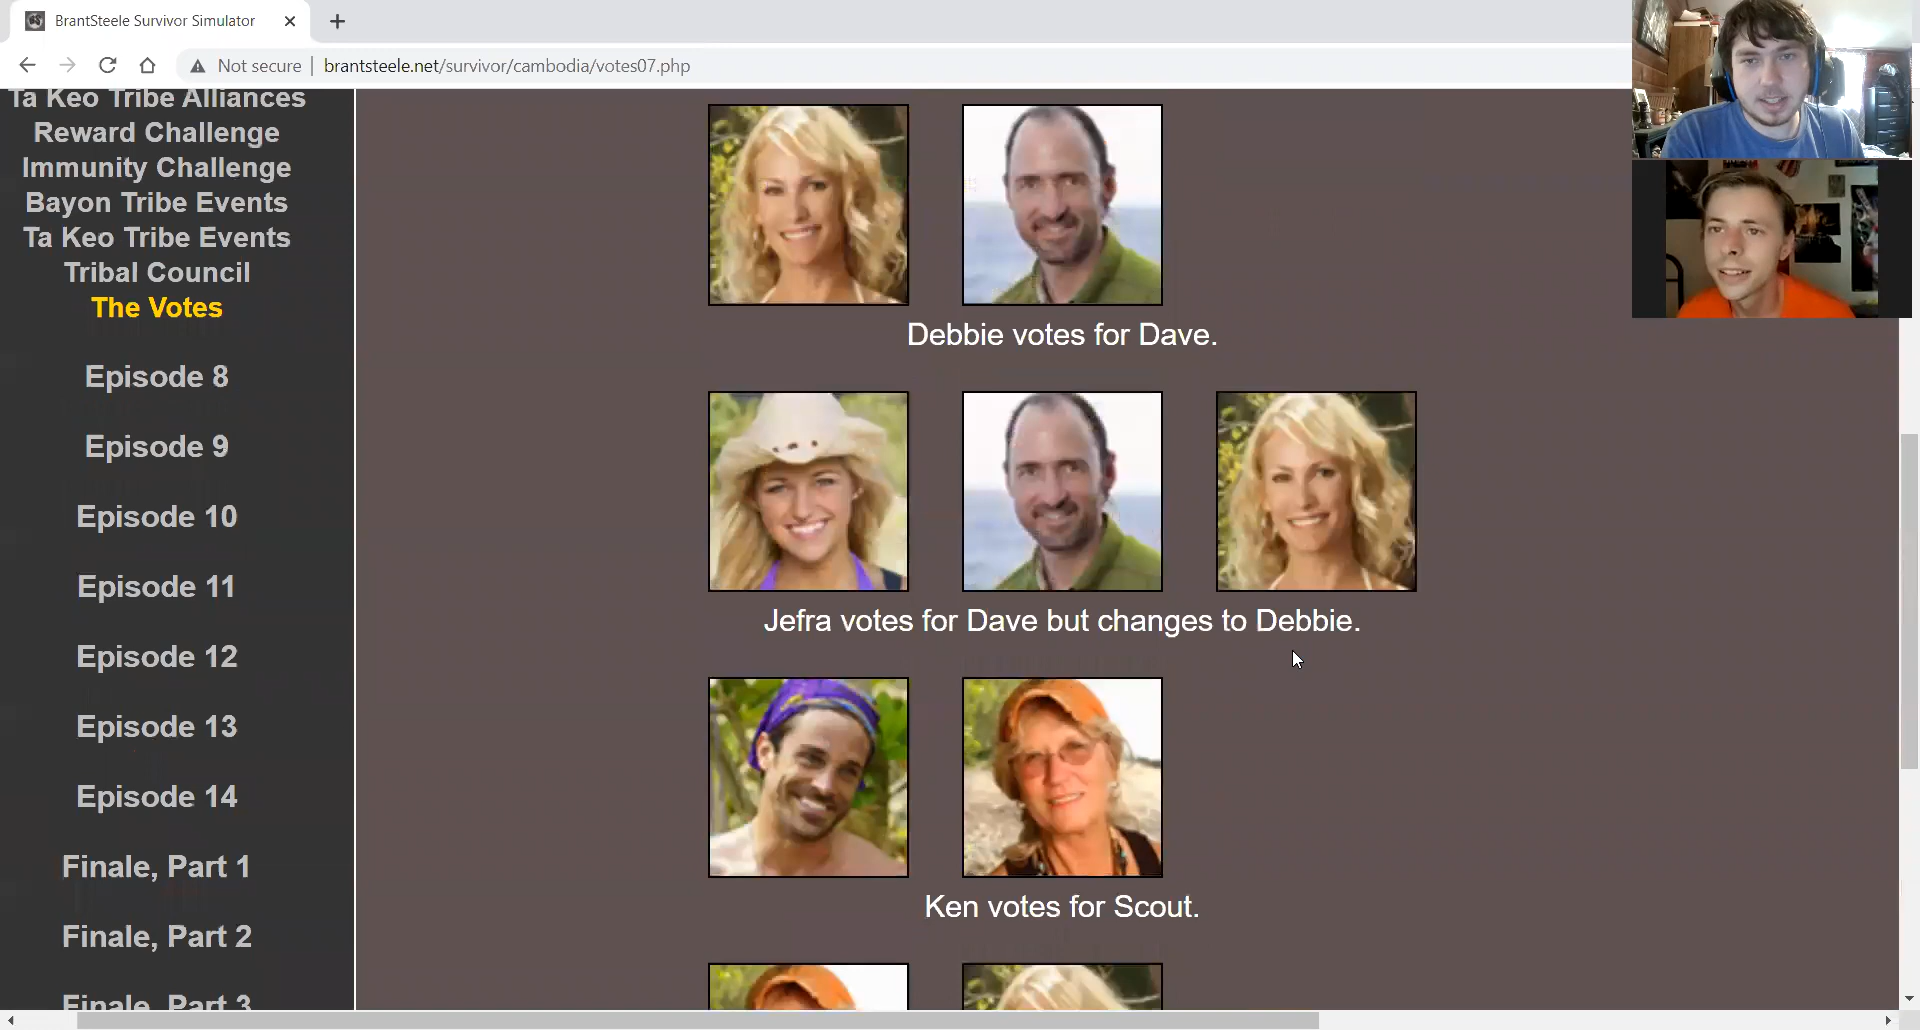 BrantSteele Survivor Simulator
Not secure
brantsteele.net/survivor/cambodia/votes07.php
Ta Keo Tribe Alliances
Reward Challenge
Immunity Challenge
Bayon Tribe Events
Ta Keo Tribe Events
Tribal Council
The Votes
Episode 8
Episode 9
Episode 10
Episode 11
Episode 12
Episode 13
Episode 14
Finale, Part 1
Finale, Part 2
Finale, Part 3
Debbie votes for Dave.
Jefra votes for Dave but changes to Debbie.
Ken votes for Scout.